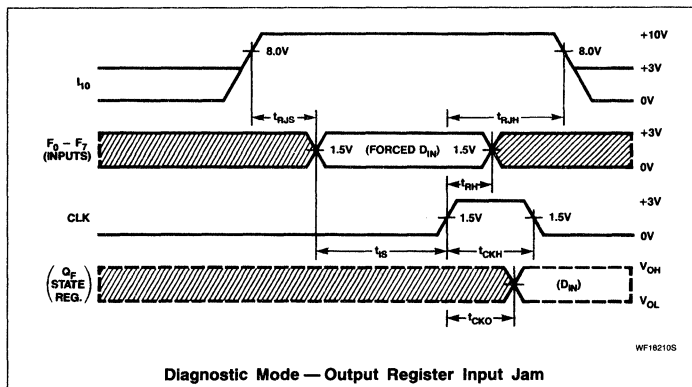 +10V
8.0V 8.0V
I10 +3V
0V
tRJS tRJH
F0 – F7 (INPUTS) 1.5V (FORCED DIN) 1.5V +3V
0V
tRH
+3V
CLK 1.5V 1.5V
0V
tIS tCKH
VOH
(QF STATE REG.) (DIN)
VOL
tCKO
WF18210S
Diagnostic Mode — Output Register Input Jam